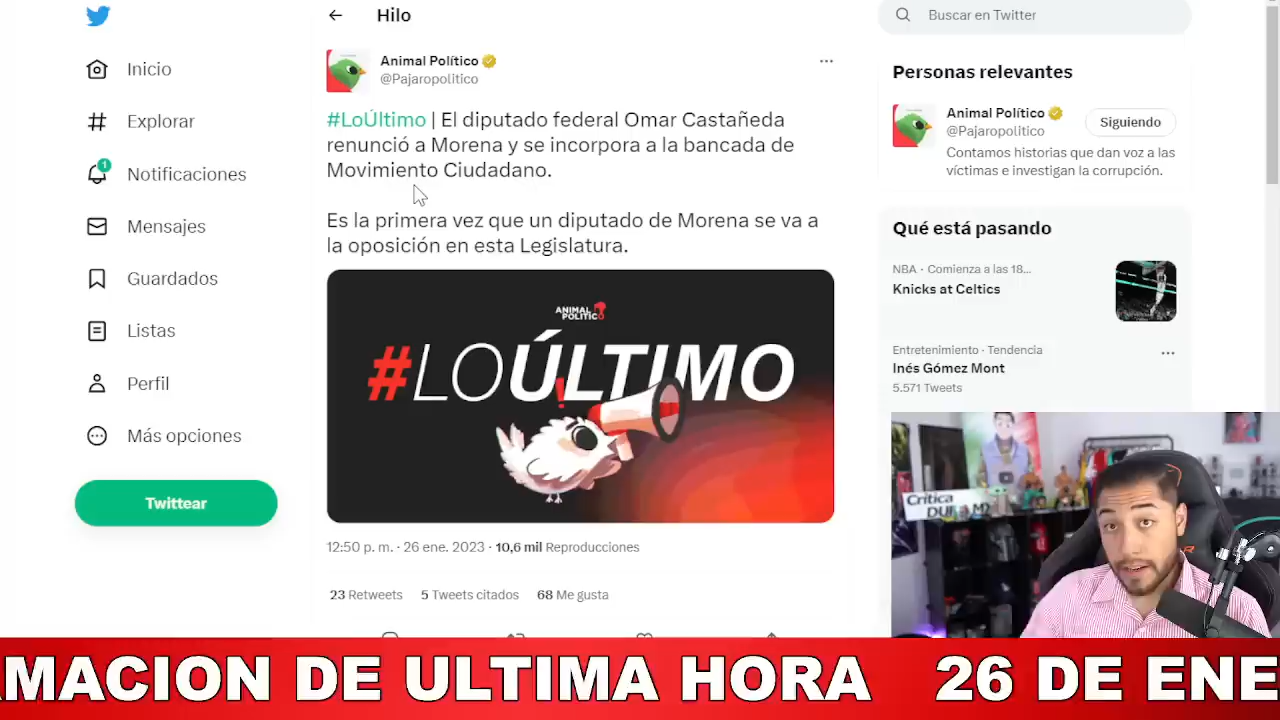 Inicio
Explorar
1
Notificaciones
Mensajes
Guardados
Listas
Perfil
Más opciones
Twittear
Hilo
Animal Político
@Pajaropolitico
#LoÚltimo | El diputado federal Omar Castañeda
renunció a Morena y se incorpora a la bancada de
Movimiento Ciudadano.
Es la primera vez que un diputado de Morena se va a
la oposición en esta Legislatura.
ANIMAL
POLÍTICO
#LOÚLTIMO
12:50 p. m. · 26 ene. 2023 · 10,6 mil Reproducciones
23 Retweets 5 Tweets citados 68 Me gusta
Buscar en Twitter
Personas relevantes
Animal Político
@Pajaropolitico
Siguiendo
Contamos historias que dan voz a las
víctimas e investigan la corrupción.
Qué está pasando
NBA · Comienza a las 18...
Knicks at Celtics
Entretenimiento · Tendencia
Inés Gómez Mont
5.571 Tweets
Crítica
RMACION DE ULTIMA HORA 26 DE ENE